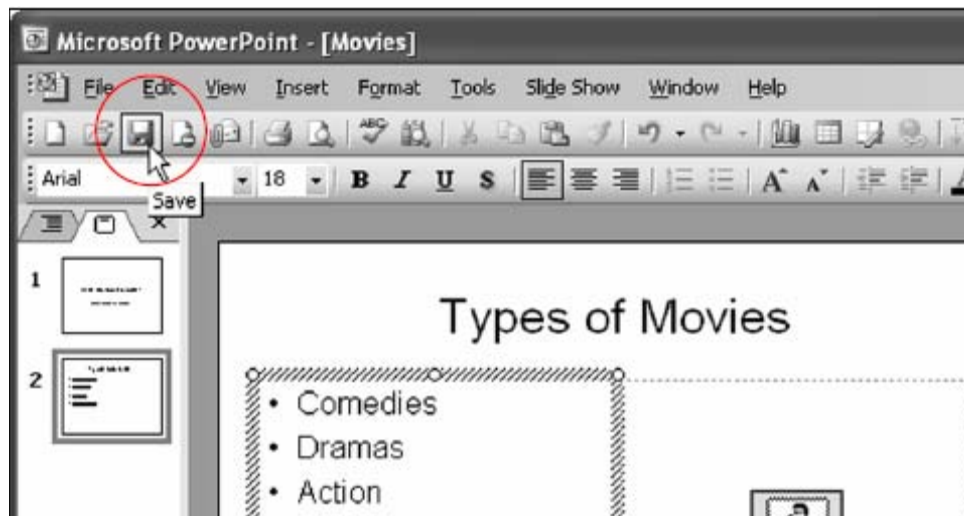 Microsoft PowerPoint - [Movies]
File Edit View Insert Format Tools Slide Show Window Help
ABC
Arial 18 B I U S A A A
Save
1
2
Types of Movies
• Comedies
• Dramas
• Action